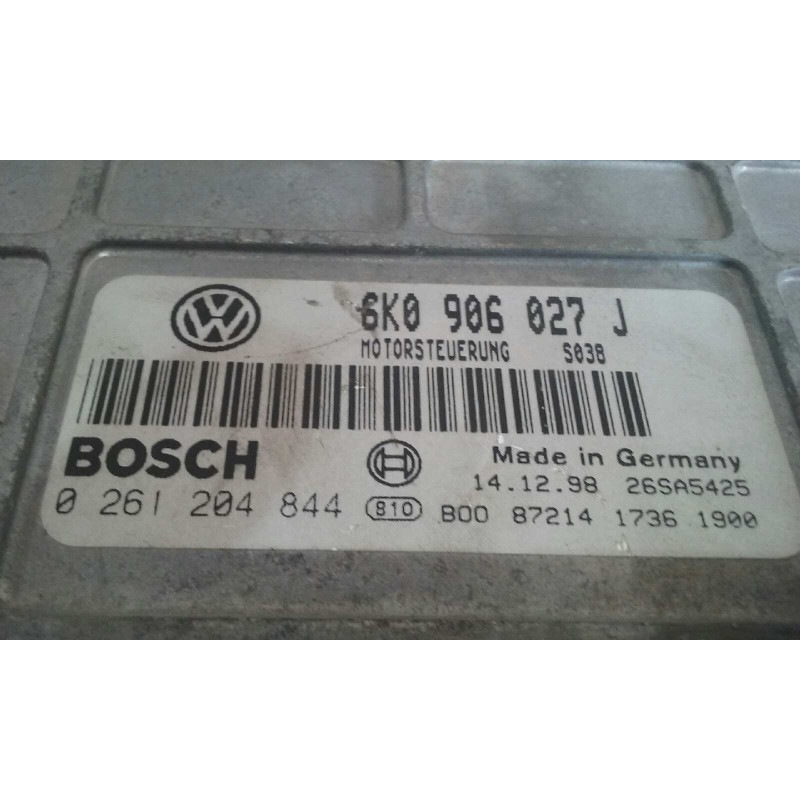 6K0 906 027 J
MOTORSTEUERUNG S038
BOSCH
Made in Germany
14.12.98 26SA5425
0 261 204 844 810 B00 87214 1736 1900